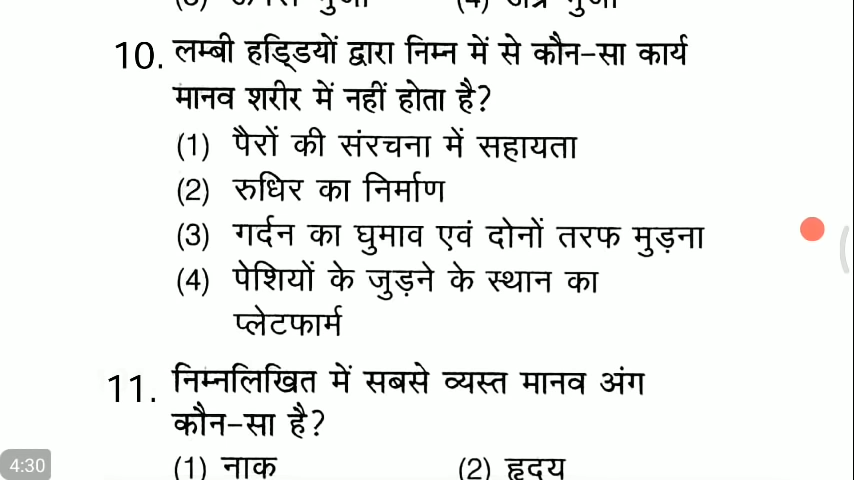 10. लम्बी हड्डियों द्वारा निम्न में से कौन-सा कार्य
मानव शरीर में नहीं होता है?
(1) पैरों की संरचना में सहायता
(2) रुधिर का निर्माण
(3) गर्दन का घुमाव एवं दोनों तरफ मुड़ना
(4) पेशियों के जुड़ने के स्थान का
प्लेटफार्म
11. निम्नलिखित में सबसे व्यस्त मानव अंग
कौन-सा है?
(1) नाक (2) हृदय
4:30